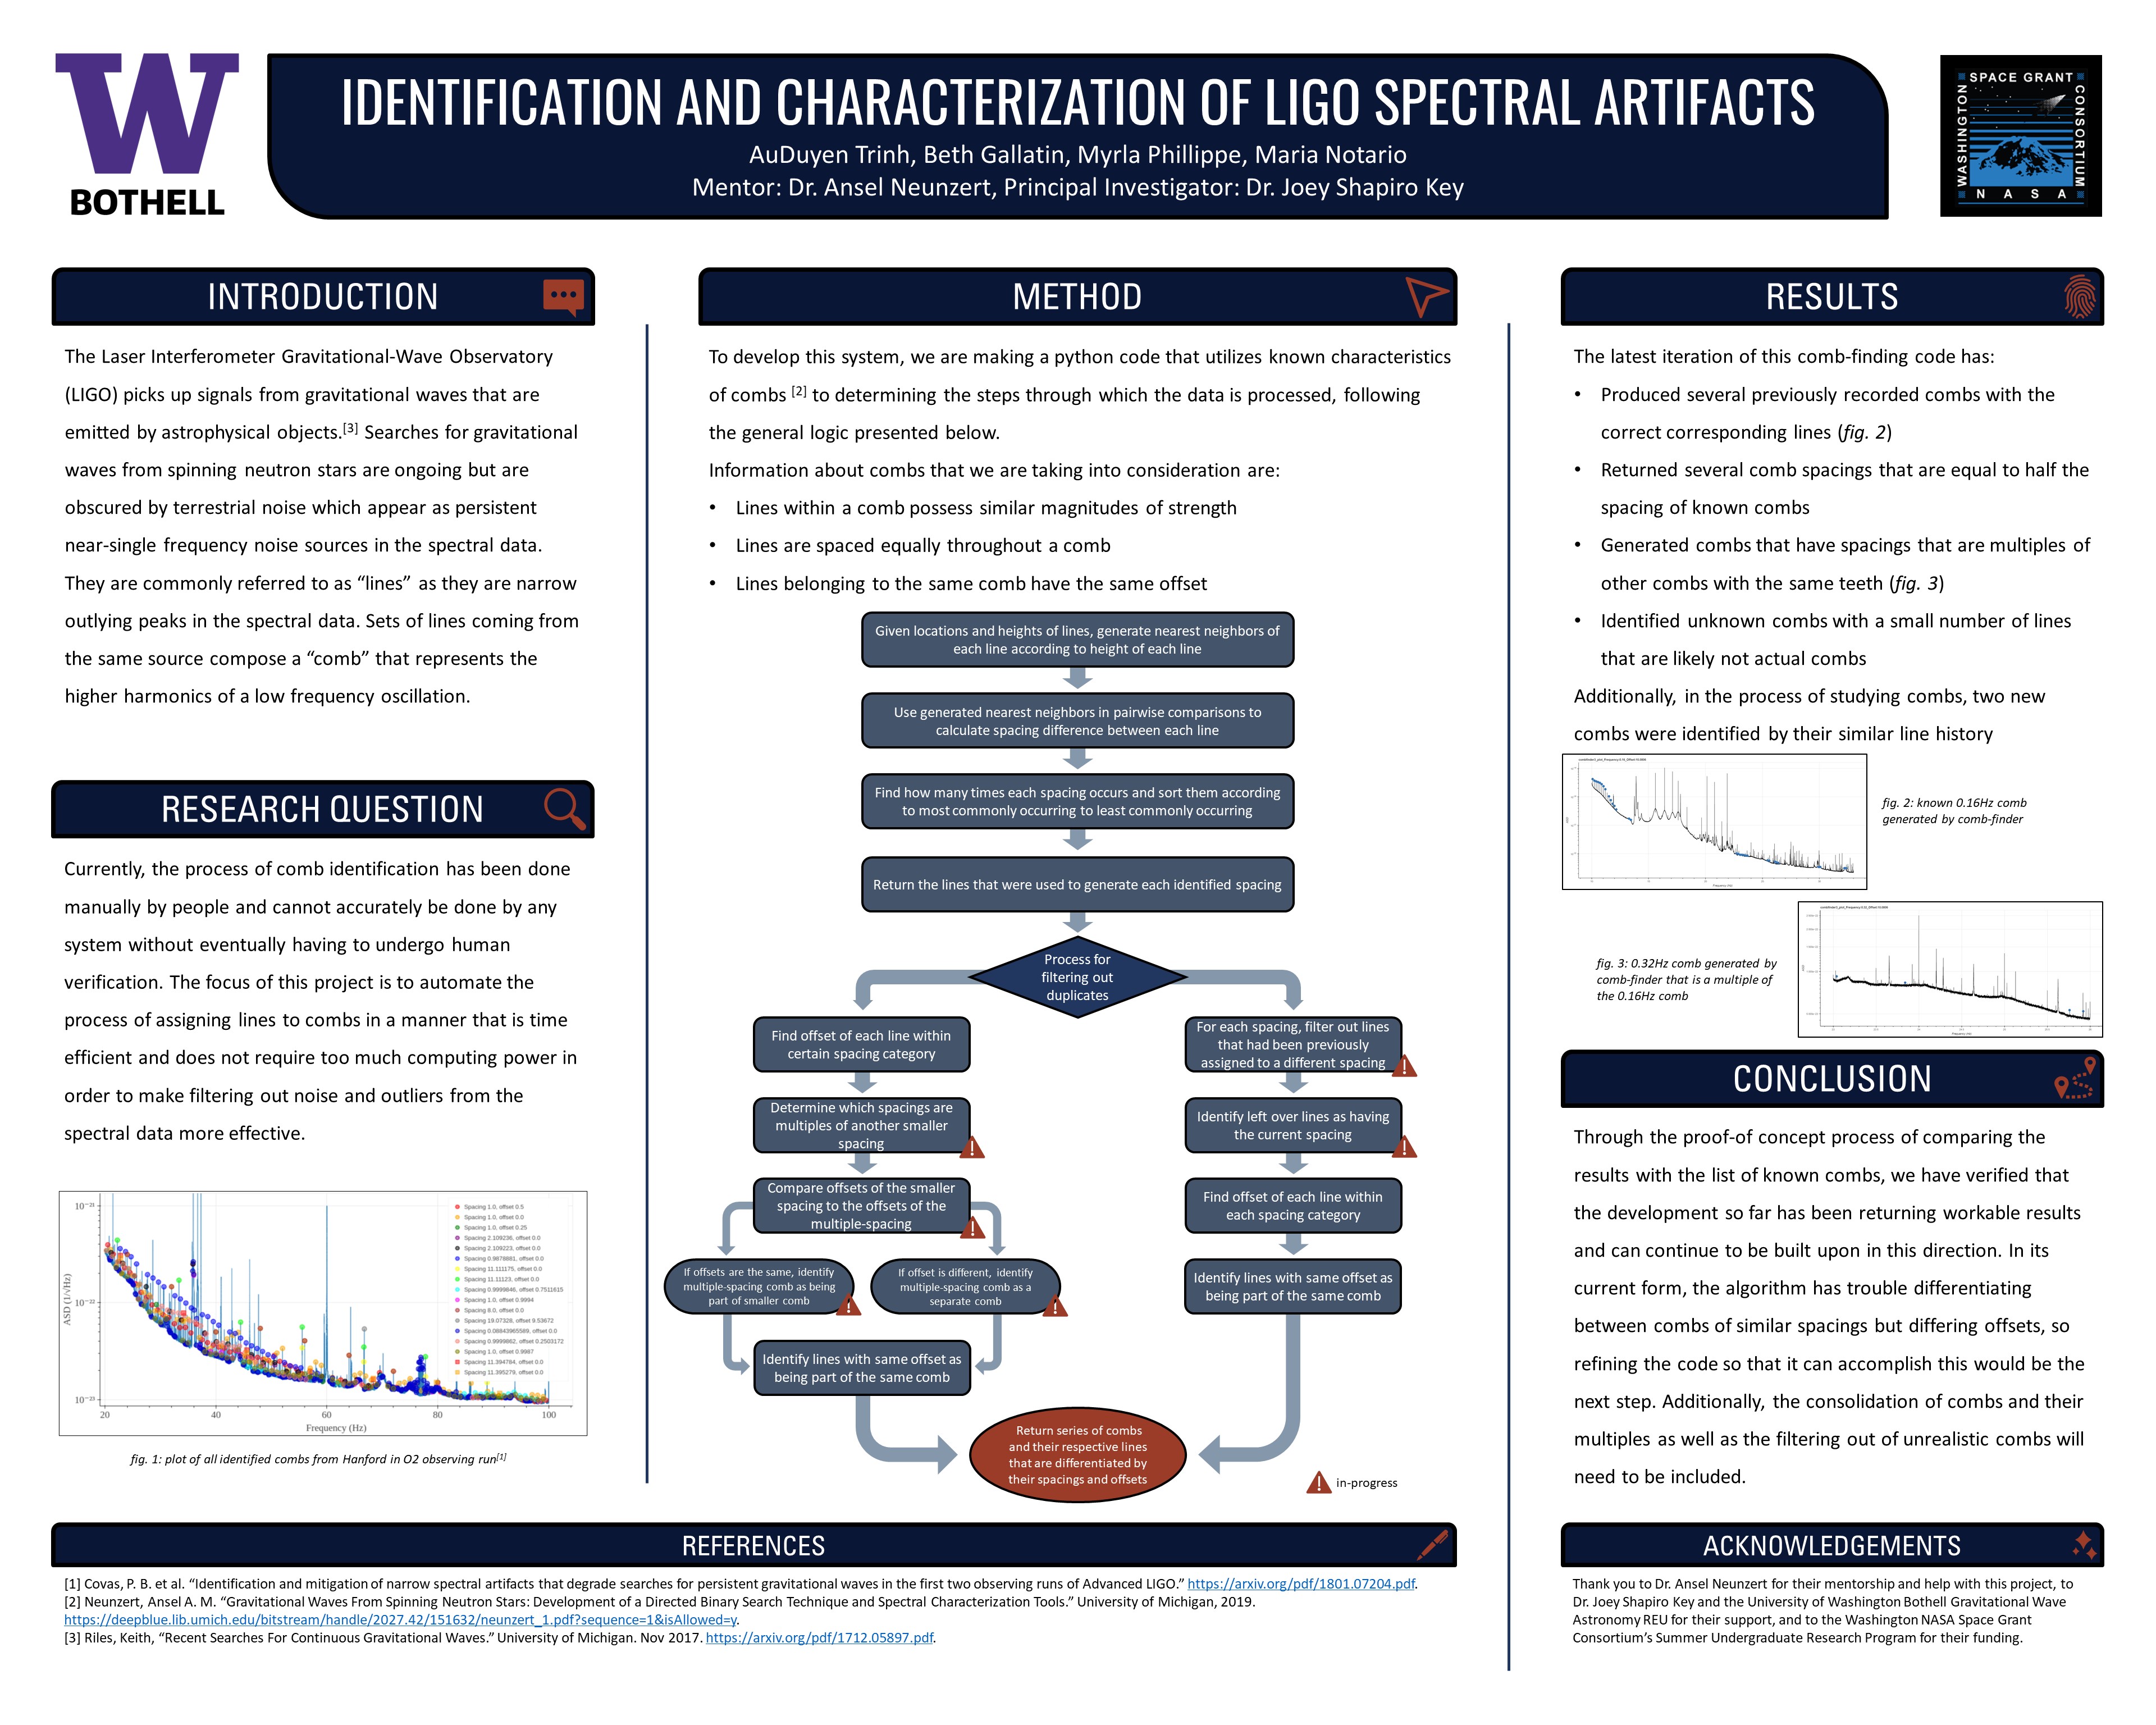 W
BOTHELL
IDENTIFICATION AND CHARACTERIZATION OF LIGO SPECTRAL ARTIFACTS
AuDuyen Trinh, Beth Gallatin, Myrla Phillippe, Maria Notario
Mentor: Dr. Ansel Neunzert, Principal Investigator: Dr. Joey Shapiro Key
SPACE GRANT
WASHINGTON
CONSORTIUM
NASA
INTRODUCTION
The Laser Interferometer Gravitational-Wave Observatory
(LIGO) picks up signals from gravitational waves that are
emitted by astrophysical objects.[3] Searches for gravitational
waves from spinning neutron stars are ongoing but are
obscured by terrestrial noise which appear as persistent
near-single frequency noise sources in the spectral data.
They are commonly referred to as “lines” as they are narrow
outlying peaks in the spectral data. Sets of lines coming from
the same source compose a “comb” that represents the
higher harmonics of a low frequency oscillation.
RESEARCH QUESTION
Currently, the process of comb identification has been done
manually by people and cannot accurately be done by any
system without eventually having to undergo human
verification. The focus of this project is to automate the
process of assigning lines to combs in a manner that is time
efficient and does not require too much computing power in
order to make filtering out noise and outliers from the
spectral data more effective.
10⁻²¹
10⁻²²
10⁻²³
ASD (1/√Hz)
20 40 60 80 100
Frequency (Hz)
Spacing 1.0, offset 0.5
Spacing 1.0, offset 0.0
Spacing 1.0, offset 0.25
Spacing 2.109236, offset 0.0
Spacing 2.109223, offset 0.0
Spacing 0.9878881, offset 0.0
Spacing 11.111175, offset 0.0
Spacing 11.11123, offset 0.0
Spacing 0.9999846, offset 0.7511615
Spacing 1.0, offset 0.9994
Spacing 8.0, offset 0.0
Spacing 19.07328, offset 9.53672
Spacing 0.08843965589, offset 0.0
Spacing 0.9999862, offset 0.2503172
Spacing 1.0, offset 0.9987
Spacing 11.394784, offset 0.0
Spacing 11.395279, offset 0.0
fig. 1: plot of all identified combs from Hanford in O2 observing run[1]
METHOD
To develop this system, we are making a python code that utilizes known characteristics
of combs [2] to determining the steps through which the data is processed, following
the general logic presented below.
Information about combs that we are taking into consideration are:
• Lines within a comb possess similar magnitudes of strength
• Lines are spaced equally throughout a comb
• Lines belonging to the same comb have the same offset
Given locations and heights of lines, generate nearest neighbors of
each line according to height of each line
Use generated nearest neighbors in pairwise comparisons to
calculate spacing difference between each line
Find how many times each spacing occurs and sort them according
to most commonly occurring to least commonly occurring
Return the lines that were used to generate each identified spacing
Process for
filtering out
duplicates
Find offset of each line within
certain spacing category
Determine which spacings are
multiples of another smaller
spacing
Compare offsets of the smaller
spacing to the offsets of the
multiple-spacing
If offsets are the same, identify
multiple-spacing comb as being
part of smaller comb
If offset is different, identify
multiple-spacing comb as a
separate comb
Identify lines with same offset as
being part of the same comb
For each spacing, filter out lines
that had been previously
assigned to a different spacing
Identify left over lines as having
the current spacing
Find offset of each line within
each spacing category
Identify lines with same offset as
being part of the same comb
Return series of combs
and their respective lines
that are differentiated by
their spacings and offsets
in-progress
RESULTS
The latest iteration of this comb-finding code has:
• Produced several previously recorded combs with the
correct corresponding lines (fig. 2)
• Returned several comb spacings that are equal to half the
spacing of known combs
• Generated combs that have spacings that are multiples of
other combs with the same teeth (fig. 3)
• Identified unknown combs with a small number of lines
that are likely not actual combs
Additionally, in the process of studying combs, two new
combs were identified by their similar line history
fig. 2: known 0.16Hz comb
generated by comb-finder
fig. 3: 0.32Hz comb generated by
comb-finder that is a multiple of
the 0.16Hz comb
CONCLUSION
Through the proof-of concept process of comparing the
results with the list of known combs, we have verified that
the development so far has been returning workable results
and can continue to be built upon in this direction. In its
current form, the algorithm has trouble differentiating
between combs of similar spacings but differing offsets, so
refining the code so that it can accomplish this would be the
next step. Additionally, the consolidation of combs and their
multiples as well as the filtering out of unrealistic combs will
need to be included.
REFERENCES
[1] Covas, P. B. et al. “Identification and mitigation of narrow spectral artifacts that degrade searches for persistent gravitational waves in the first two observing runs of Advanced LIGO.” https://arxiv.org/pdf/1801.07204.pdf.
[2] Neunzert, Ansel A. M. “Gravitational Waves From Spinning Neutron Stars: Development of a Directed Binary Search Technique and Spectral Characterization Tools.” University of Michigan, 2019.
https://deepblue.lib.umich.edu/bitstream/handle/2027.42/151632/neunzert_1.pdf?sequence=1&isAllowed=y.
[3] Riles, Keith, “Recent Searches For Continuous Gravitational Waves.” University of Michigan. Nov 2017. https://arxiv.org/pdf/1712.05897.pdf.
ACKNOWLEDGEMENTS
Thank you to Dr. Ansel Neunzert for their mentorship and help with this project, to
Dr. Joey Shapiro Key and the University of Washington Bothell Gravitational Wave
Astronomy REU for their support, and to the Washington NASA Space Grant
Consortium’s Summer Undergraduate Research Program for their funding.